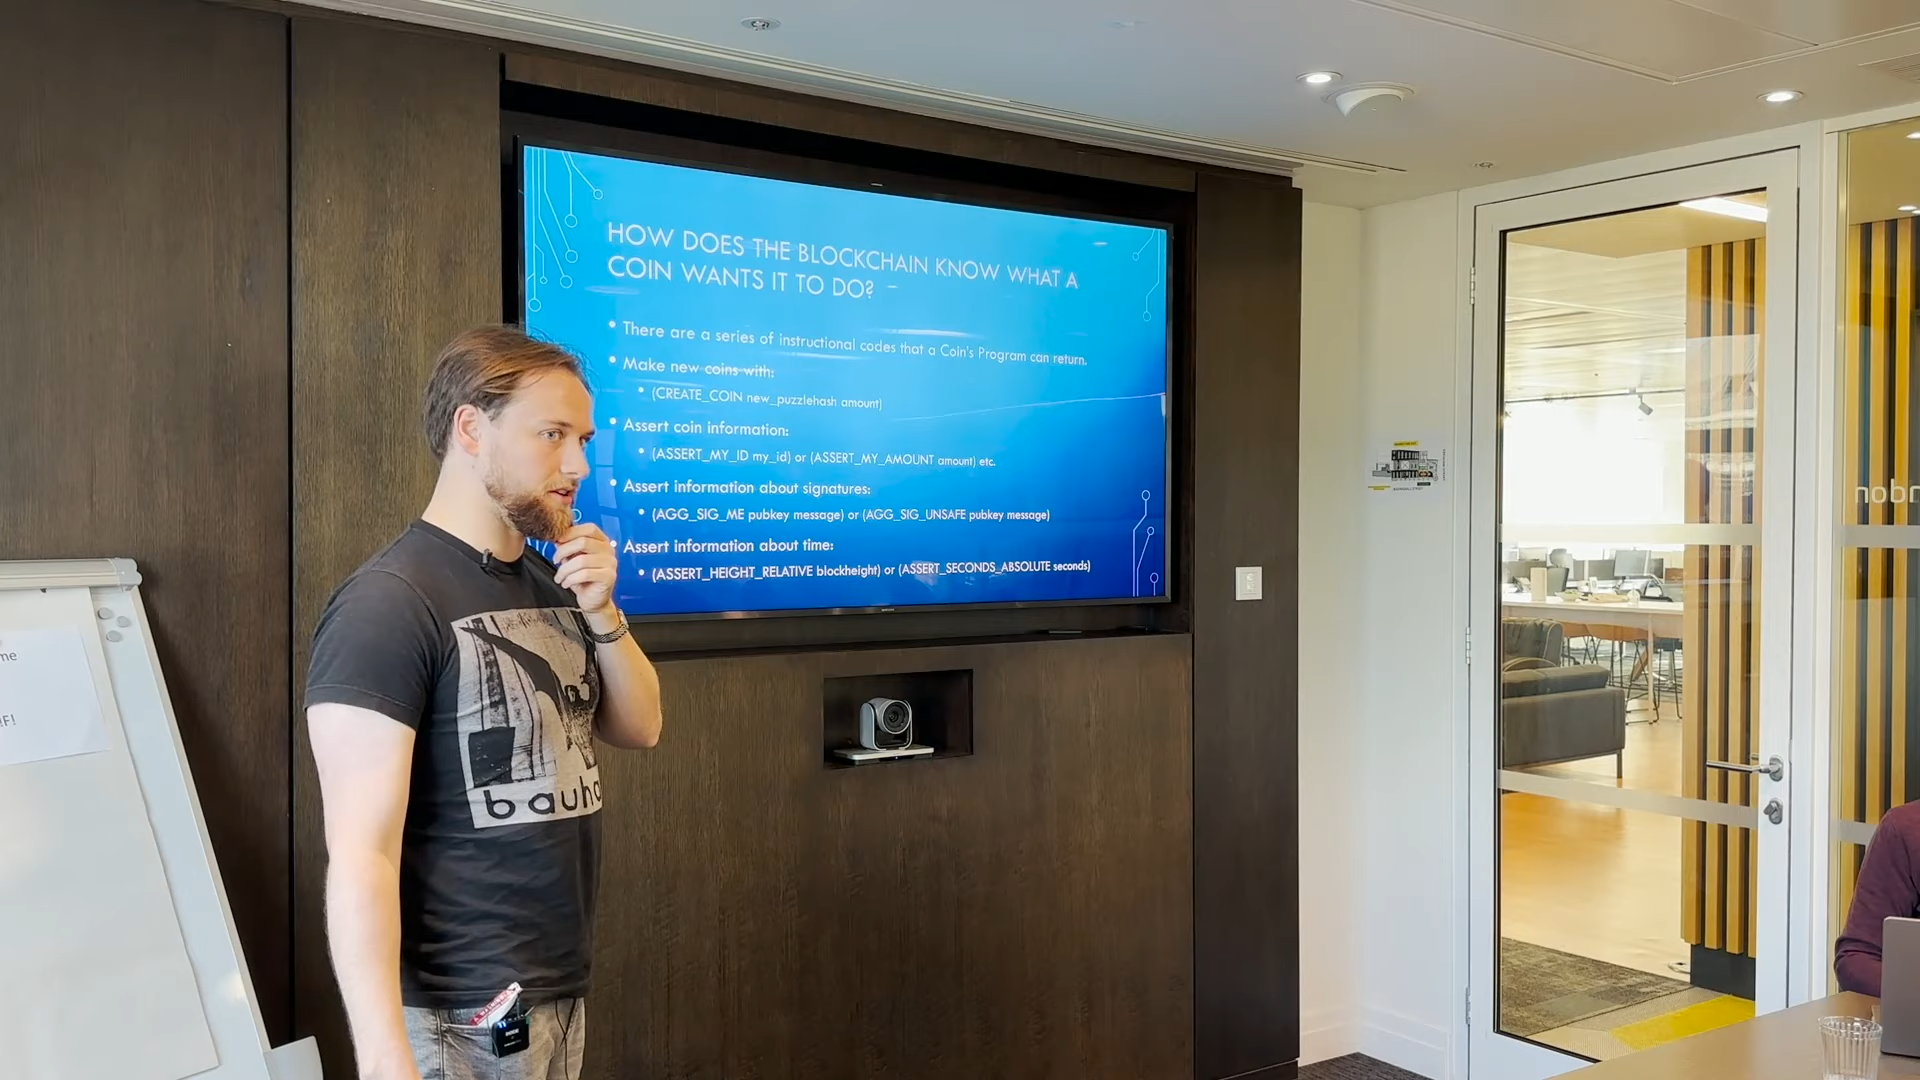 HOW DOES THE BLOCKCHAIN KNOW WHAT A
COIN WANTS IT TO DO?
• There are a series of instructional codes that a Coin's Program can return.
• Make new coins with:
• (CREATE_COIN new_puzzlehash amount)
• Assert coin information:
• (ASSERT_MY_ID my_id) or (ASSERT_MY_AMOUNT amount) etc.
• Assert information about signatures:
• (AGG_SIG_ME pubkey message) or (AGG_SIG_UNSAFE pubkey message)
• Assert information about time:
• (ASSERT_HEIGHT_RELATIVE blockheight) or (ASSERT_SECONDS_ABSOLUTE seconds)
bauha
me
F!